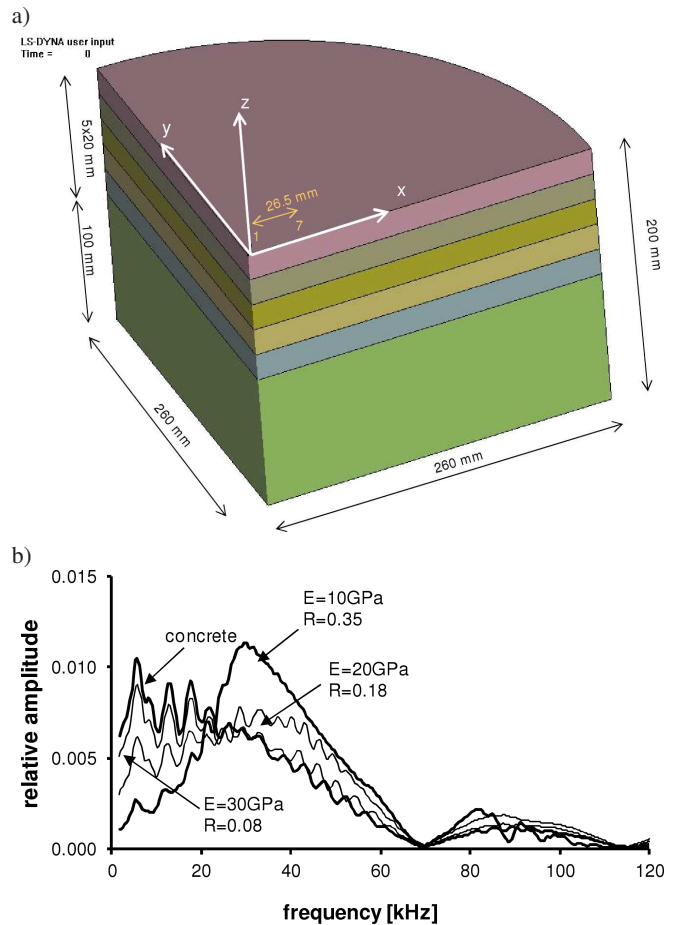 a)
LS-DYNA user input
Time = 0
z
y
x
5x20 mm
26.5 mm
1
7
100 mm
200 mm
260 mm
260 mm
b)
0.015
0.010
0.005
0.000
relative amplitude
E=10GPa
R=0.35
concrete
E=20GPa
R=0.18
E=30GPa
R=0.08
0
20
40
60
80
100
120
frequency [kHz]